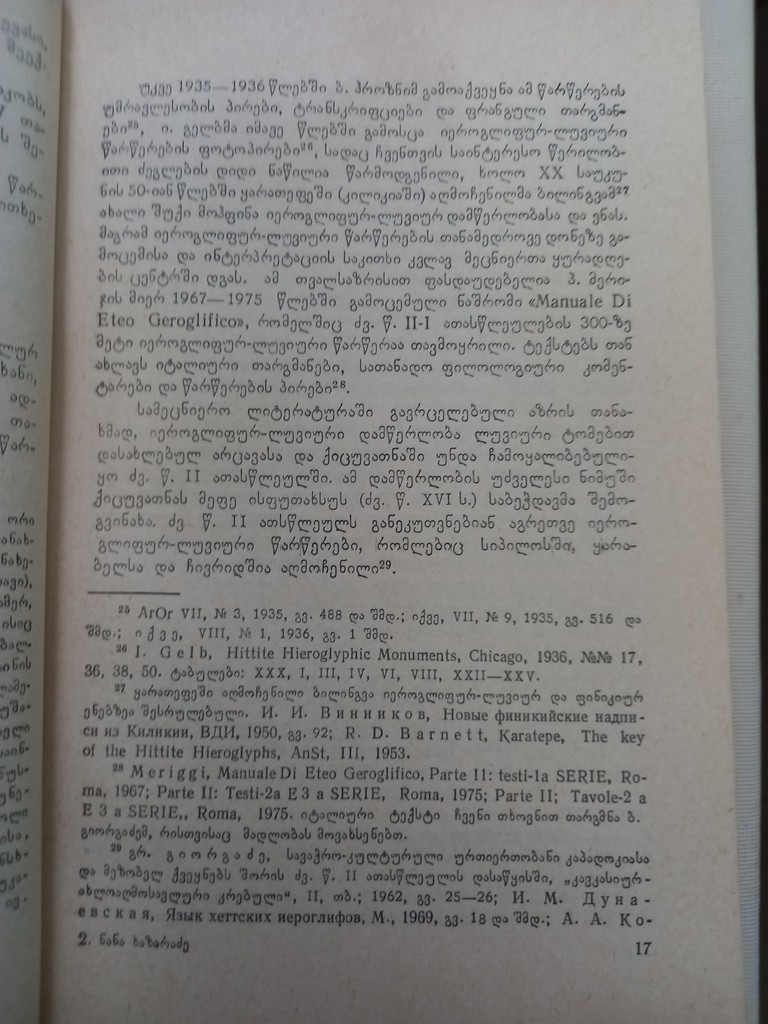 უკვე 1935—1936 წლებში ბ. ჰროზნიმ გამოაქვეყნა ამ წარწერების
უმრავლესობის პირები, ტრანსკრიფციები და ფრანგული თარგმან-
ები²⁵, ი. გელბმა იმავე წლებში გამოსცა იეროგლიფურ-ლუვიური
წარწერების ფოტოპირები²⁶, სადაც ჩვენთვის საინტერესო წერილობ-
ითი ძეგლების დიდი ნაწილია წარმოდგენილი, ხოლო XX საუკუ-
ნის 50-იან წლებში ყარათეფეში (კილიკიაში) აღმოჩენილმა ბილინგვამ²⁷
ახალი შუქი მოჰფინა იეროგლიფურ-ლუვიურ დამწერლობასა და ენას.
მაგრამ იეროგლიფურ-ლუვიური წარწერების თანამედროვე დონეზე გა-
მოცემისა და ინტერპრეტაციის საკითხი კვლავ მეცნიერთა ყურადღე-
ბის ცენტრში დგას. ამ თვალსაზრისით ფასდაუდებელია პ. მერი-
ჯის მიერ 1967—1975 წლებში გამოცემული ნაშრომი «Manuale Di
Eteo Geroglifico», რომელშიც ძვ. წ. II-I ათასწლეულების 300-ზე
მეტი იეროგლიფურ-ლუვიური წარწერაა თავმოყრილი. ტექსტებს თან
ახლავს იტალიური თარგმანები, სათანადო ფილოლოგიური კომენ-
ტარები და წარწერების პირები²⁸.
სამეცნიერო ლიტერატურაში გავრცელებული აზრის თანა-
ხმად, იეროგლიფურ-ლუვიური დამწერლობა ლუვიური ტომებით
დასახლებულ არცავასა და ქიცუვათნაში უნდა ჩამოყალიბებული-
ყო ძვ. წ. II ათასწლეულში. ამ დამწერლობის უძველესი ნიმუში
ქიცუვათნას მეფე ისფუთახსუს (ძვ. წ. XVI ს.) საბეჭდავმა შემო-
გვინახა. ძვ წ. II ათსწლეულს განეკუთვნებიან აგრეთვე იერო-
გლიფურ-ლუვიური წარწერები, რომლებიც სიპილოსში, ყარა-
ბელსა და ჩივრიდშია აღმოჩენილი²⁹.
²⁵ ArOr VII, № 3, 1935, გვ. 488 და შმდ.; იქვე, VII, № 9, 1935, გვ. 516 და
შმდ.; იქვე, VIII, № 1, 1936, გვ. 1 შმდ.
²⁶ I. Gelb, Hittite Hieroglyphic Monuments, Chicago, 1936, №№ 17,
36, 38, 50. ტაბულები: XXX, I, III, IV, VI, VIII, XXII—XXV.
²⁷ ყარათეფეში აღმოჩენილი ბილინგვა იეროგლიფურ-ლუვიურ და ფინიკიურ
ენებზეა შესრულებული. И. И. Винников, Новые финикийские надпи-
си из Киликии, ВДИ, 1950, გვ. 92; R. D. Barnett, Karatepe, The key
of the Hittite Hieroglyphs, AnSt, III, 1953.
²⁸ Meriggi, Manuale Di Eteo Geroglifico, Parte 11: testi-1a SERIE, Ro-
ma, 1967; Parte II: Testi-2a E 3 a SERIE, Roma, 1975; Parte II; Tavole-2 a
E 3 a SERIE,, Roma, 1975. იტალიური ტექსტი ჩვენი თხოვნით თარგმნა ბ.
გიორგაძემ, რისთვისაც მადლობას მოვახსენებთ.
²⁹ გრ. გიორგაძე, სავაჭრო-კულტურული ურთიერთობანი კაპადოკიასა
და მეზობელ ქვეყნებს შორის ძვ. წ. II ათასწლეულის დასაწყისში, „კავკასიურ-
ახლოაღმოსავლური კრებული“, II, თბ.; 1962, გვ. 25—26; И. М. Дуна-
евская, Язык хеттских иероглифов, М., 1969, გვ. 18 და შმდ.; А. А. Ко-
2. ნანა ხაზარაძე
17